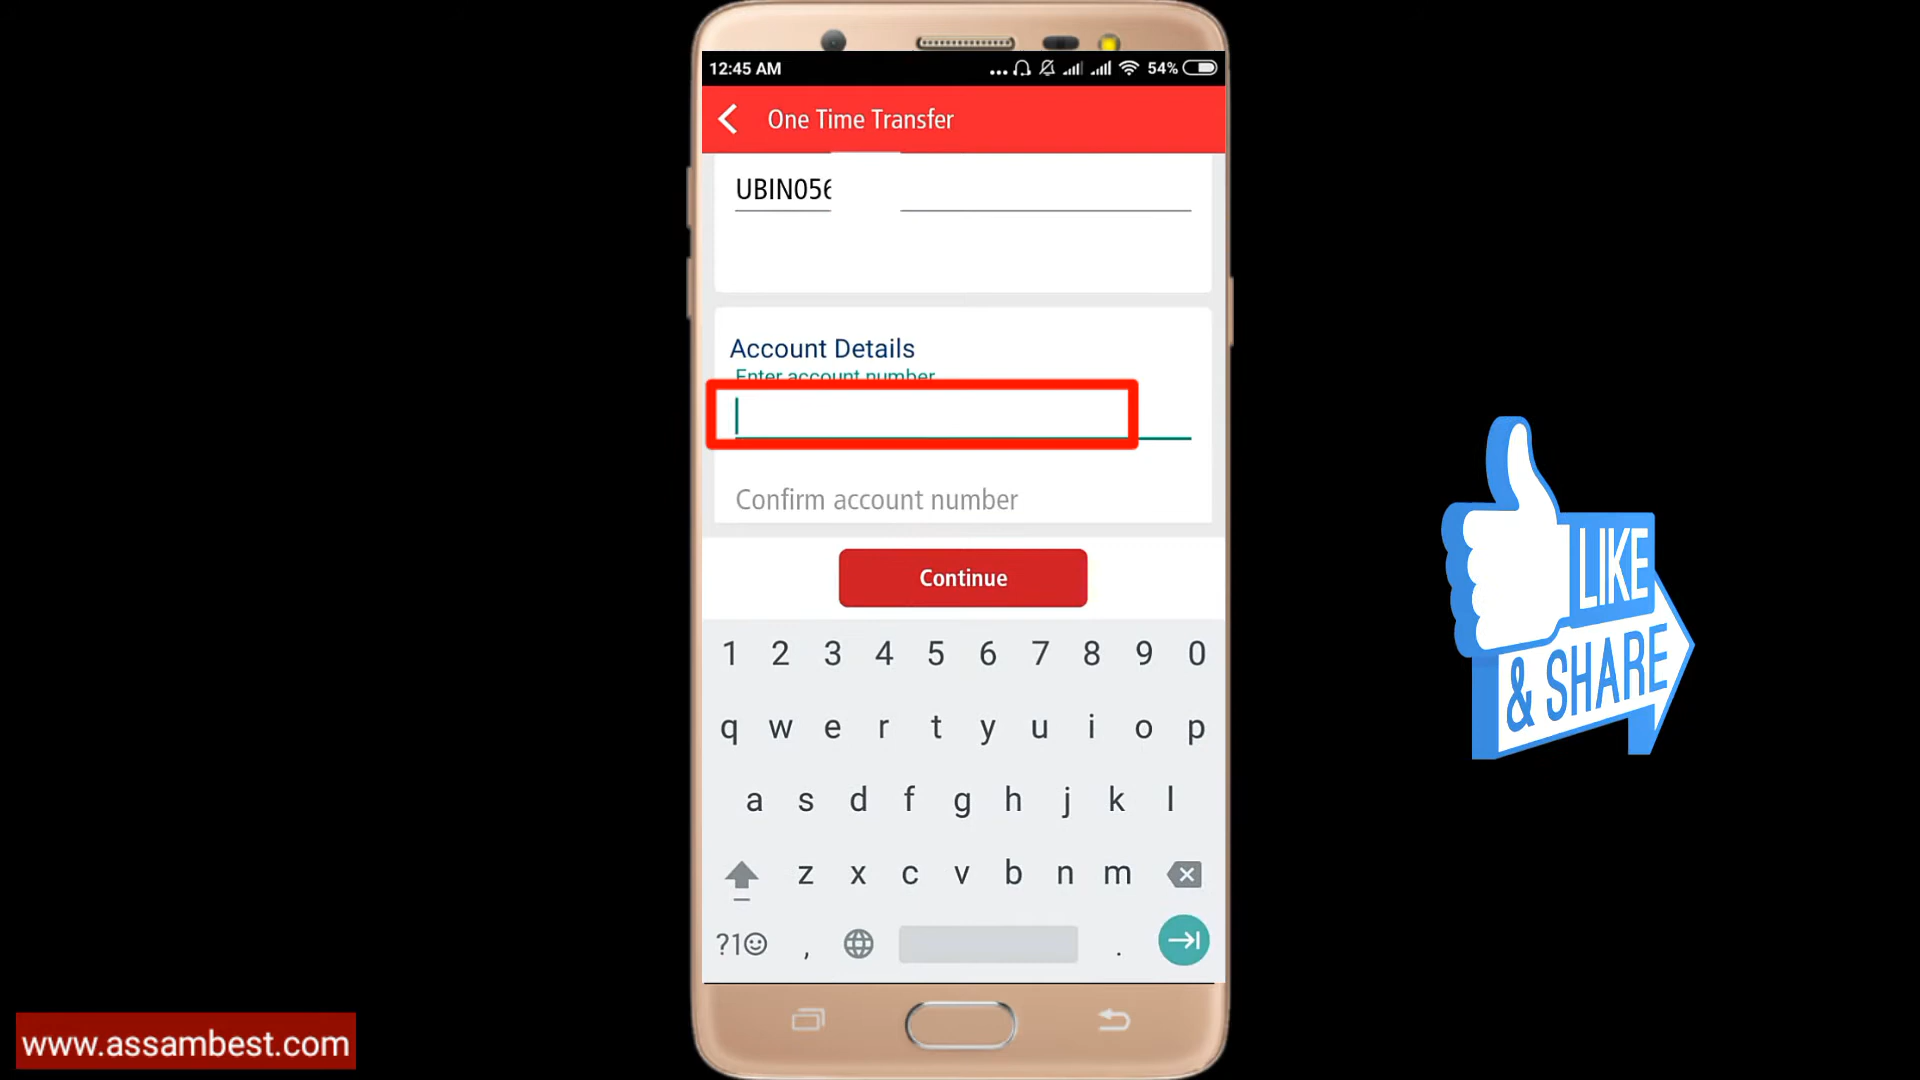 12:45 AM
54%
One Time Transfer
UBIN056
Account Details
Enter account number
Confirm account number
Continue
1 2 3 4 5 6 7 8 9 0
q w e r t y u i o p
a s d f g h j k l
z x c v b n m
?1 , .
LIKE
& SHARE
www.assambest.com